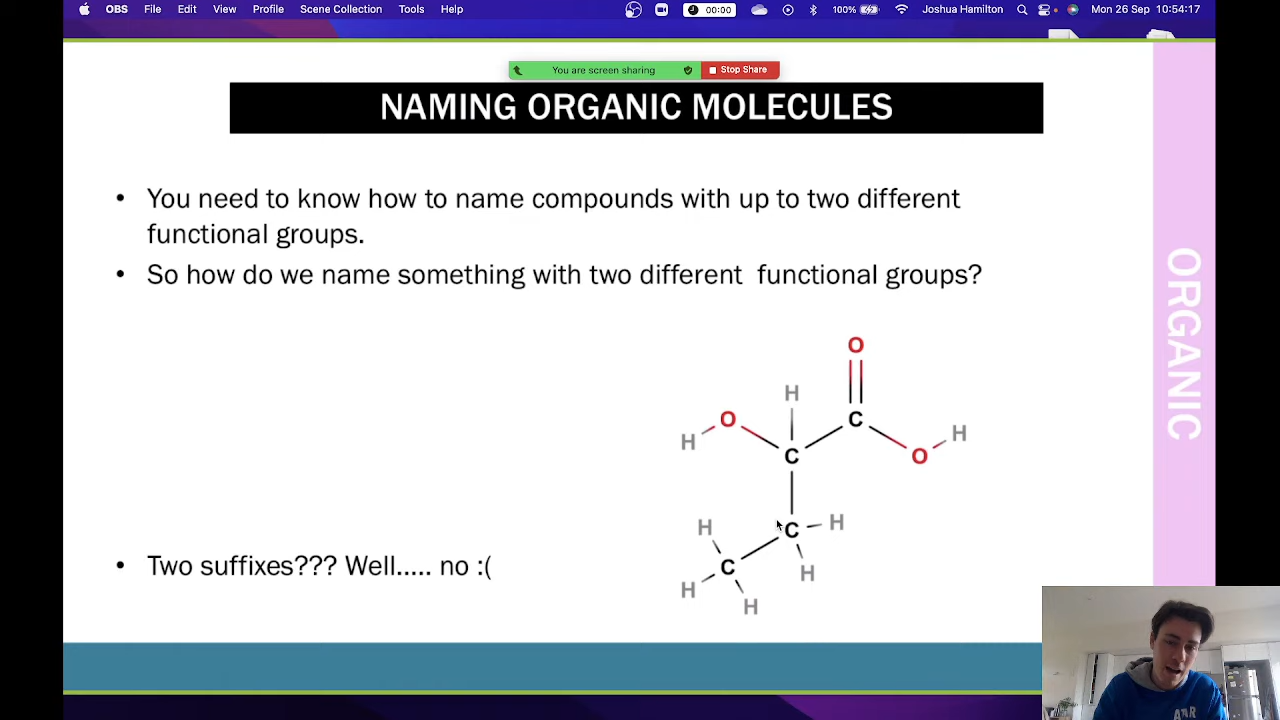 OBS File Edit View Profile Scene Collection Tools Help 00:00 100% Joshua Hamilton Mon 26 Sep 10:54:17
You are screen sharing Stop Share
NAMING ORGANIC MOLECULES
• You need to know how to name compounds with up to two different
functional groups.
• So how do we name something with two different functional groups?
ORGANIC
O
H
O C H
H C O
H C H
H C H
H
• Two suffixes??? Well..... no :(